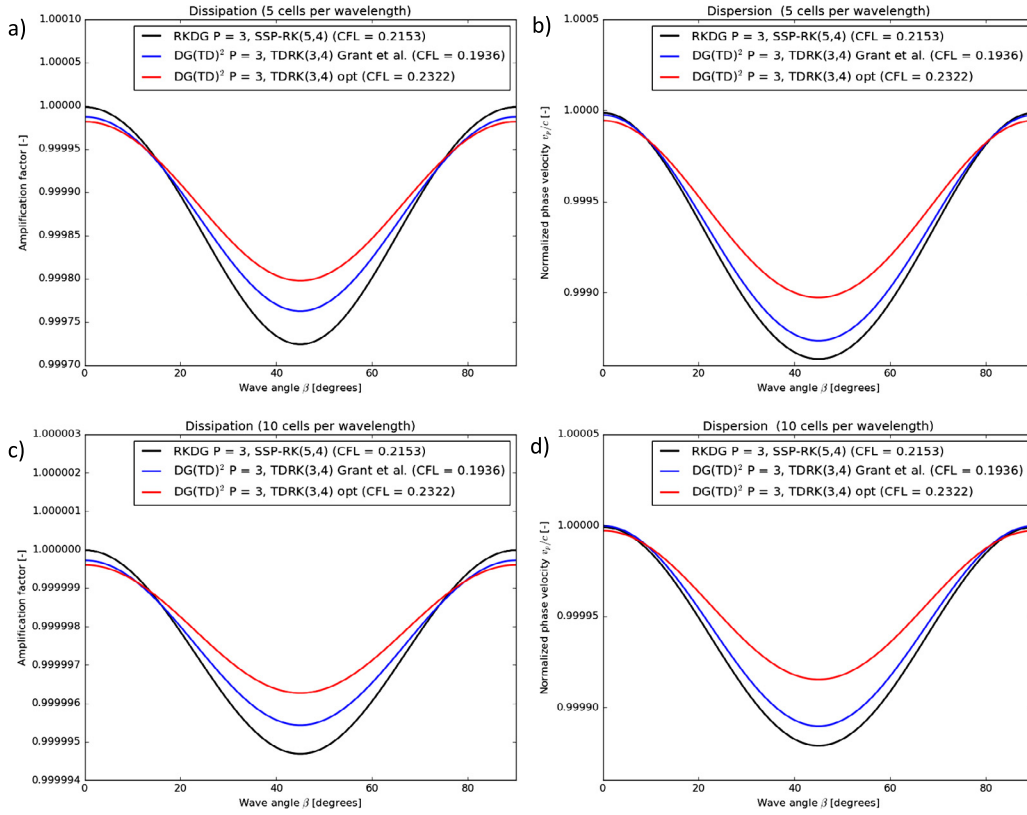 a)
Dissipation (5 cells per wavelength)
1.00010
1.00005
1.00000
0.99995
0.99990
0.99985
0.99980
0.99975
0.99970
Amplification factor [-]
RKDG P = 3, SSP-RK(5,4) (CFL = 0.2153)
DG(TD)² P = 3, TDRK(3,4) Grant et al. (CFL = 0.1936)
DG(TD)² P = 3, TDRK(3,4) opt (CFL = 0.2322)
0 20 40 60 80
Wave angle β [degrees]
b)
Dispersion (5 cells per wavelength)
1.0005
1.0000
0.9995
0.9990
Normalized phase velocity vₚ/c [-]
RKDG P = 3, SSP-RK(5,4) (CFL = 0.2153)
DG(TD)² P = 3, TDRK(3,4) Grant et al. (CFL = 0.1936)
DG(TD)² P = 3, TDRK(3,4) opt (CFL = 0.2322)
0 20 40 60 80
Wave angle β [degrees]
c)
Dissipation (10 cells per wavelength)
1.000003
1.000002
1.000001
1.000000
0.999999
0.999998
0.999997
0.999996
0.999995
0.999994
Amplification factor [-]
RKDG P = 3, SSP-RK(5,4) (CFL = 0.2153)
DG(TD)² P = 3, TDRK(3,4) Grant et al. (CFL = 0.1936)
DG(TD)² P = 3, TDRK(3,4) opt (CFL = 0.2322)
0 20 40 60 80
Wave angle β [degrees]
d)
Dispersion (10 cells per wavelength)
1.00005
1.00000
0.99995
0.99990
Normalized phase velocity vₚ/c [-]
RKDG P = 3, SSP-RK(5,4) (CFL = 0.2153)
DG(TD)² P = 3, TDRK(3,4) Grant et al. (CFL = 0.1936)
DG(TD)² P = 3, TDRK(3,4) opt (CFL = 0.2322)
0 20 40 60 80
Wave angle β [degrees]